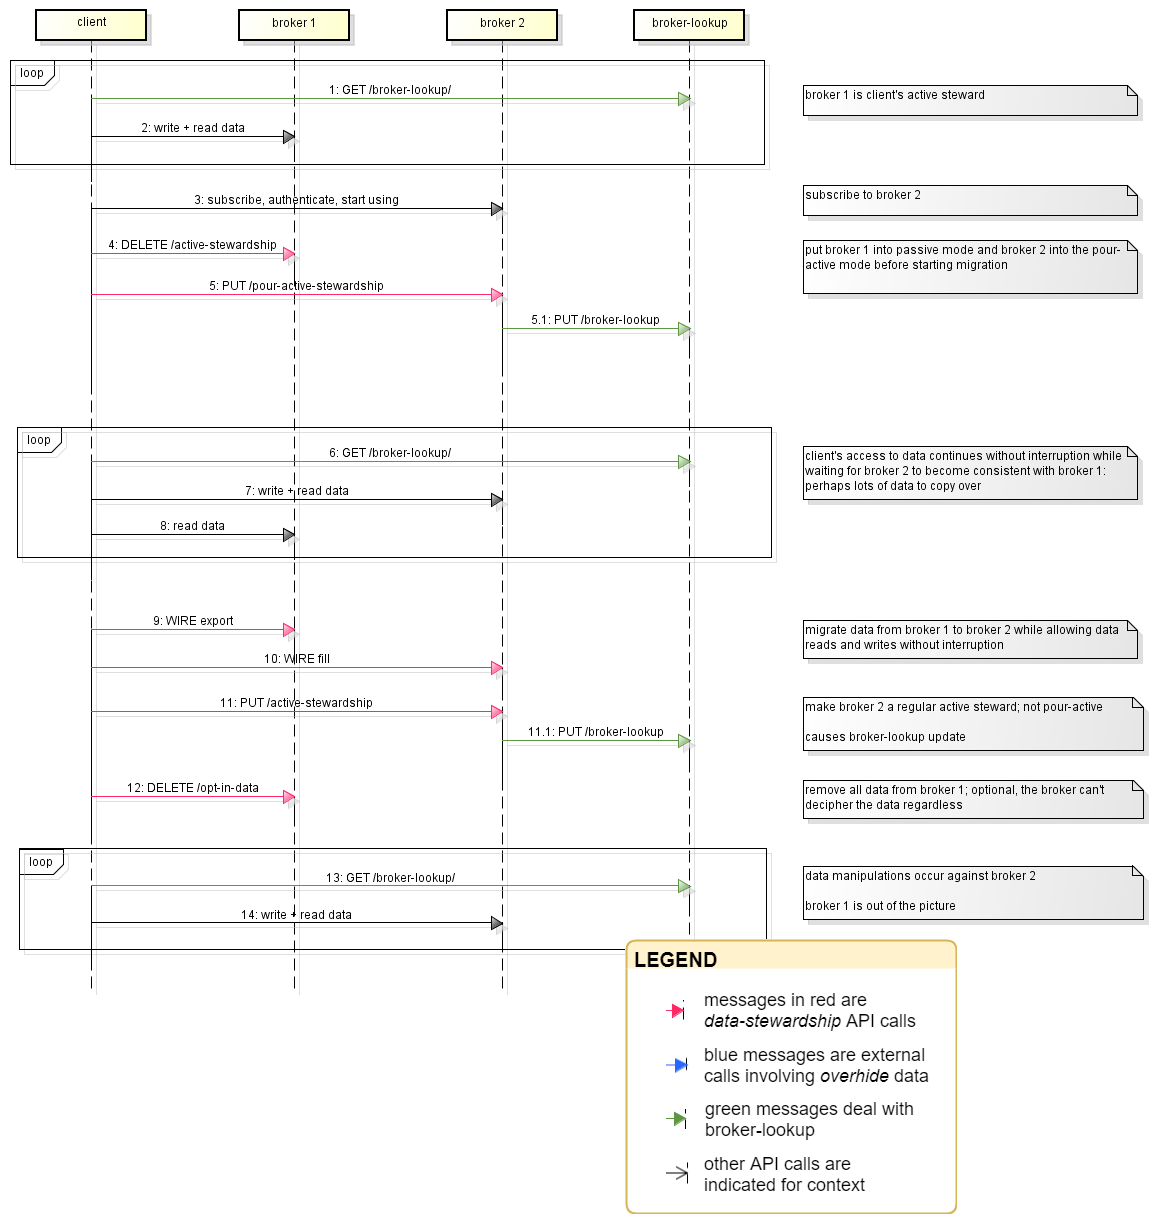 client
broker 1
broker 2
broker-lookup
loop
1: GET /broker-lookup/
broker 1 is client's active steward
2: write + read data
3: subscribe, authenticate, start using
subscribe to broker 2
4: DELETE /active-stewardship
put broker 1 into passive mode and broker 2 into the pour-
active mode before starting migration
5: PUT /pour-active-stewardship
5.1: PUT /broker-lookup
loop
6: GET /broker-lookup/
client's access to data continues without interruption while
waiting for broker 2 to become consistent with broker 1:
perhaps lots of data to copy over
7: write + read data
8: read data
9: WIRE export
migrate data from broker 1 to broker 2 while allowing data
reads and writes without interruption
10: WIRE fill
11: PUT /active-stewardship
make broker 2 a regular active steward; not pour-active
11.1: PUT /broker-lookup
causes broker-lookup update
12: DELETE /opt-in-data
remove all data from broker 1; optional, the broker can't
decipher the data regardless
loop
13: GET /broker-lookup/
data manipulations occur against broker 2
14: write + read data
broker 1 is out of the picture
LEGEND
messages in red are
data-stewardship API calls
blue messages are external
calls involving overhide data
green messages deal with
broker-lookup
other API calls are
indicated for context